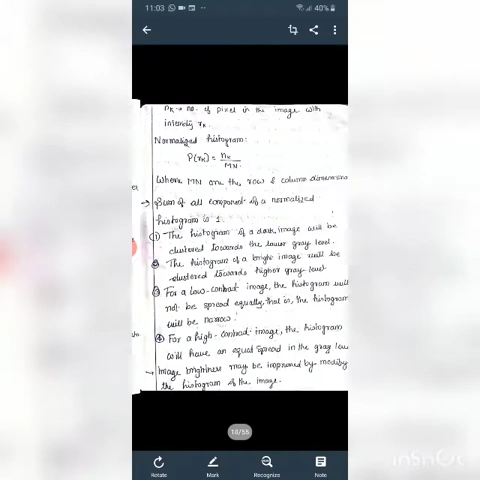 11:03
40%
nk → no. of pixel in the image with
intensity rk.
Normalized histogram:
P(rk) = nk
MN
Where MN are the row & column dimensions
→ Sum of all component of a normalized
histogram is 1.
① The histogram of a dark image will be
clustered towards the lower gray level.
② The histogram of a bright image will be
clustered towards higher gray level
③ For a low contrast image, the histogram will
not be spread equally, that is, the histogram
will be narrow.
④ For a high contrast image, the histogram
will have an equal spread in the gray lev
→ Image brightness may be improved by modify
the histogram of the image.
18/55
Rotate Mark Recognize Note
InShOt